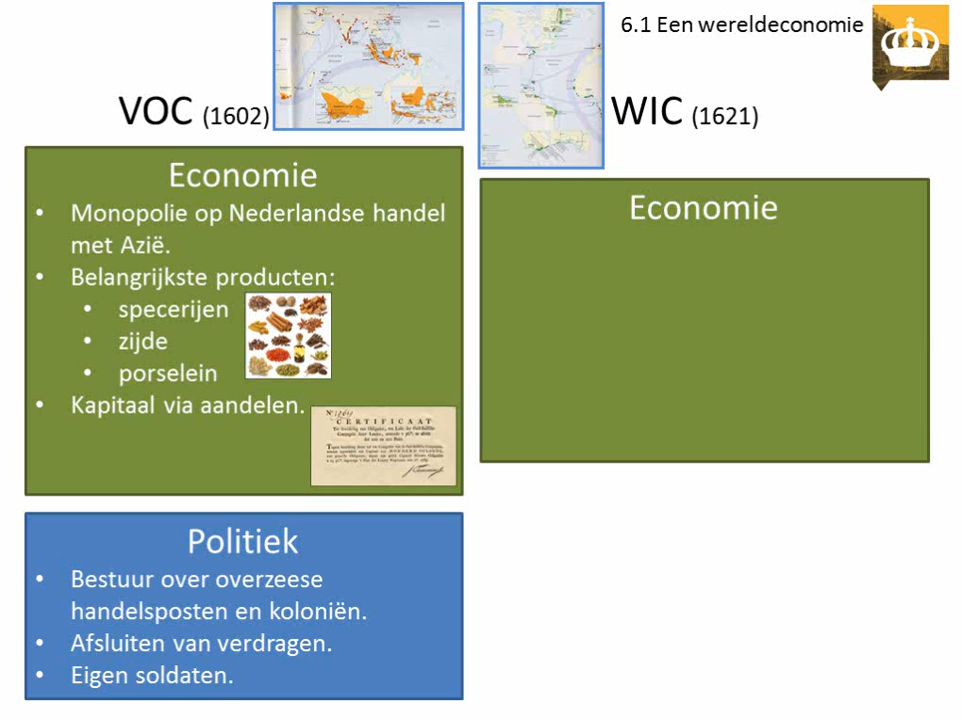 6.1 Een wereldeconomie
VOC (1602)
WIC (1621)
Economie
• Monopolie op Nederlandse handel
met Azië.
• Belangrijkste producten:
• specerijen
• zijde
• porselein
• Kapitaal via aandelen.
CERTIFICAAT
Politiek
• Bestuur over overzeese
handelsposten en koloniën.
• Afsluiten van verdragen.
• Eigen soldaten.
Economie